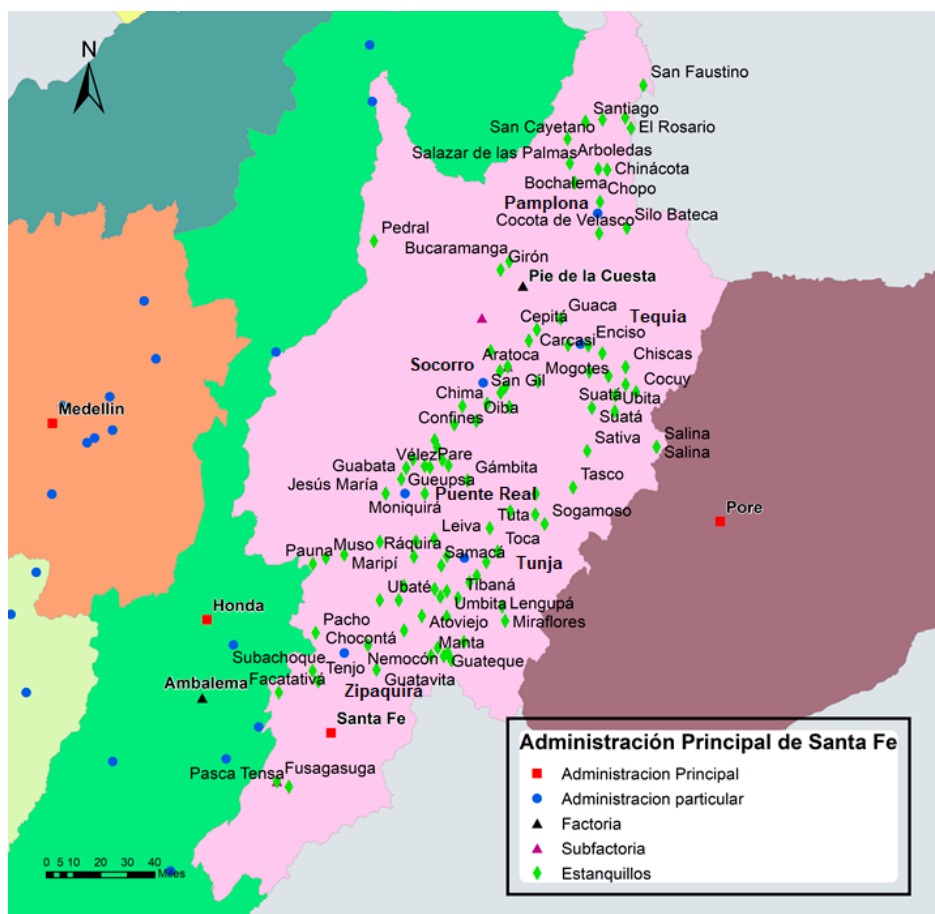 N
San Faustino
Santiago
San Cayetano
El Rosario
Salazar de las Palmas
Arboledas
Chinácota
Bochalema
Chopo
Pamplona
Cocota de Velasco
Silo Bateca
Pedral
Bucaramanga
Girón
Pie de la Cuesta
Guaca
Cepitá
Tequia
Carcasi
Enciso
Aratoca
Socorro
Mogotes
Chiscas
San Gil
Cocuy
Chima
Oiba
Suatá
Ubita
Medellin
Confines
Suatá
Sativa
Salina
Salina
Vélez
Pare
Guabata
Gueupsa
Gámbita
Tasco
Jesús María
Puente Real
Moniquirá
Tuta
Sogamoso
Pore
Leiva
Toca
Pauna
Muso
Ráquira
Samacá
Maripí
Tunja
Ubaté
Tibaná
Honda
Umbita
Lengupá
Pacho
Atoviejo
Miraflores
Chocontá
Manta
Subachoque
Tenjo
Nemocón
Guateque
Ambalema
Facatativá
Guatavita
Zipaquirá
Santa Fe
Pasca
Tensa
Fusagasuga
Administración Principal de Santa Fe
Administracion Principal
Administracion particular
Factoria
Subfactoria
Estanquillos
0 5 10 20 30 40
Miles